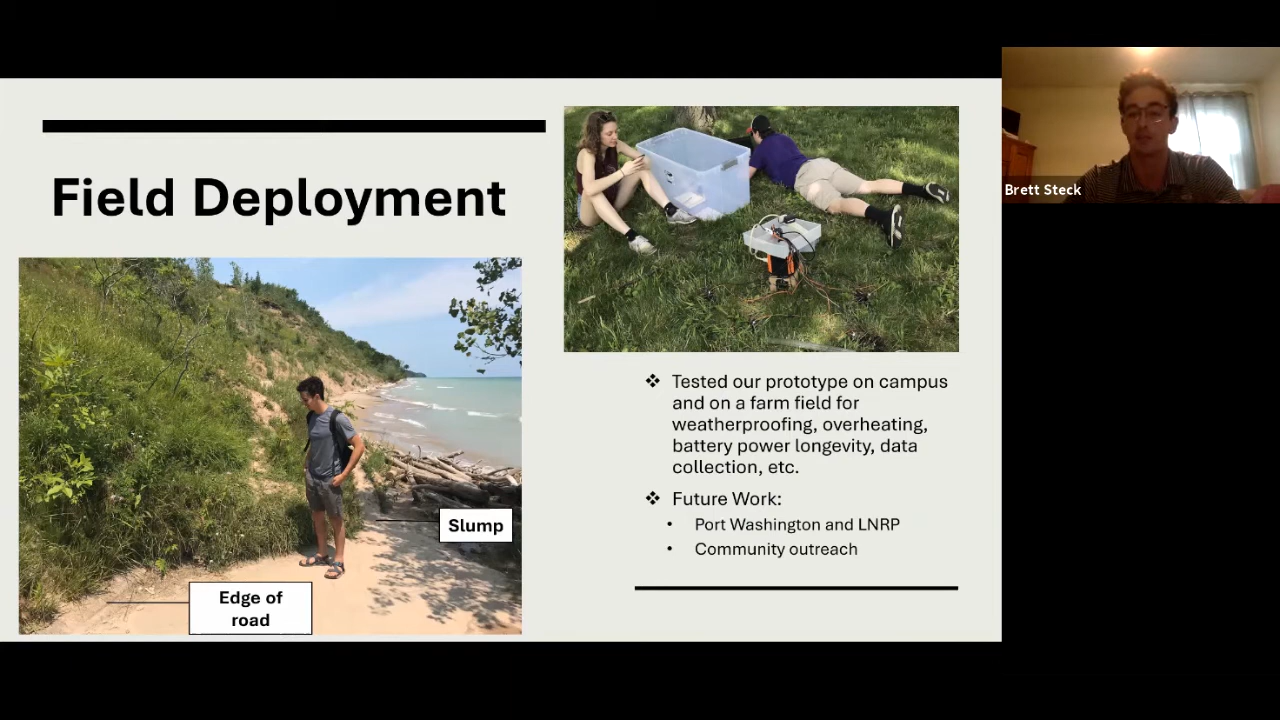 Field Deployment
Slump
Edge of
road
❖ Tested our prototype on campus
and on a farm field for
weatherproofing, overheating,
battery power longevity, data
collection, etc.
❖ Future Work:
• Port Washington and LNRP
• Community outreach
Brett Steck